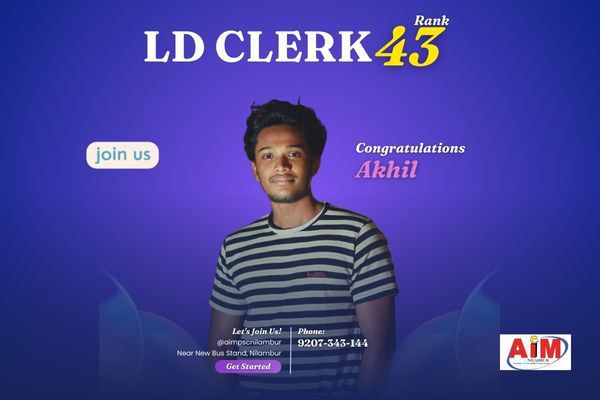 Rank
LD CLERK 43
join us
Congratulations
Akhil
Let's Join Us!
@aimpscnilambur
Near New Bus Stand, Nilambur
Get Started
Phone:
9207-343-144
AiM
NILAMBUR